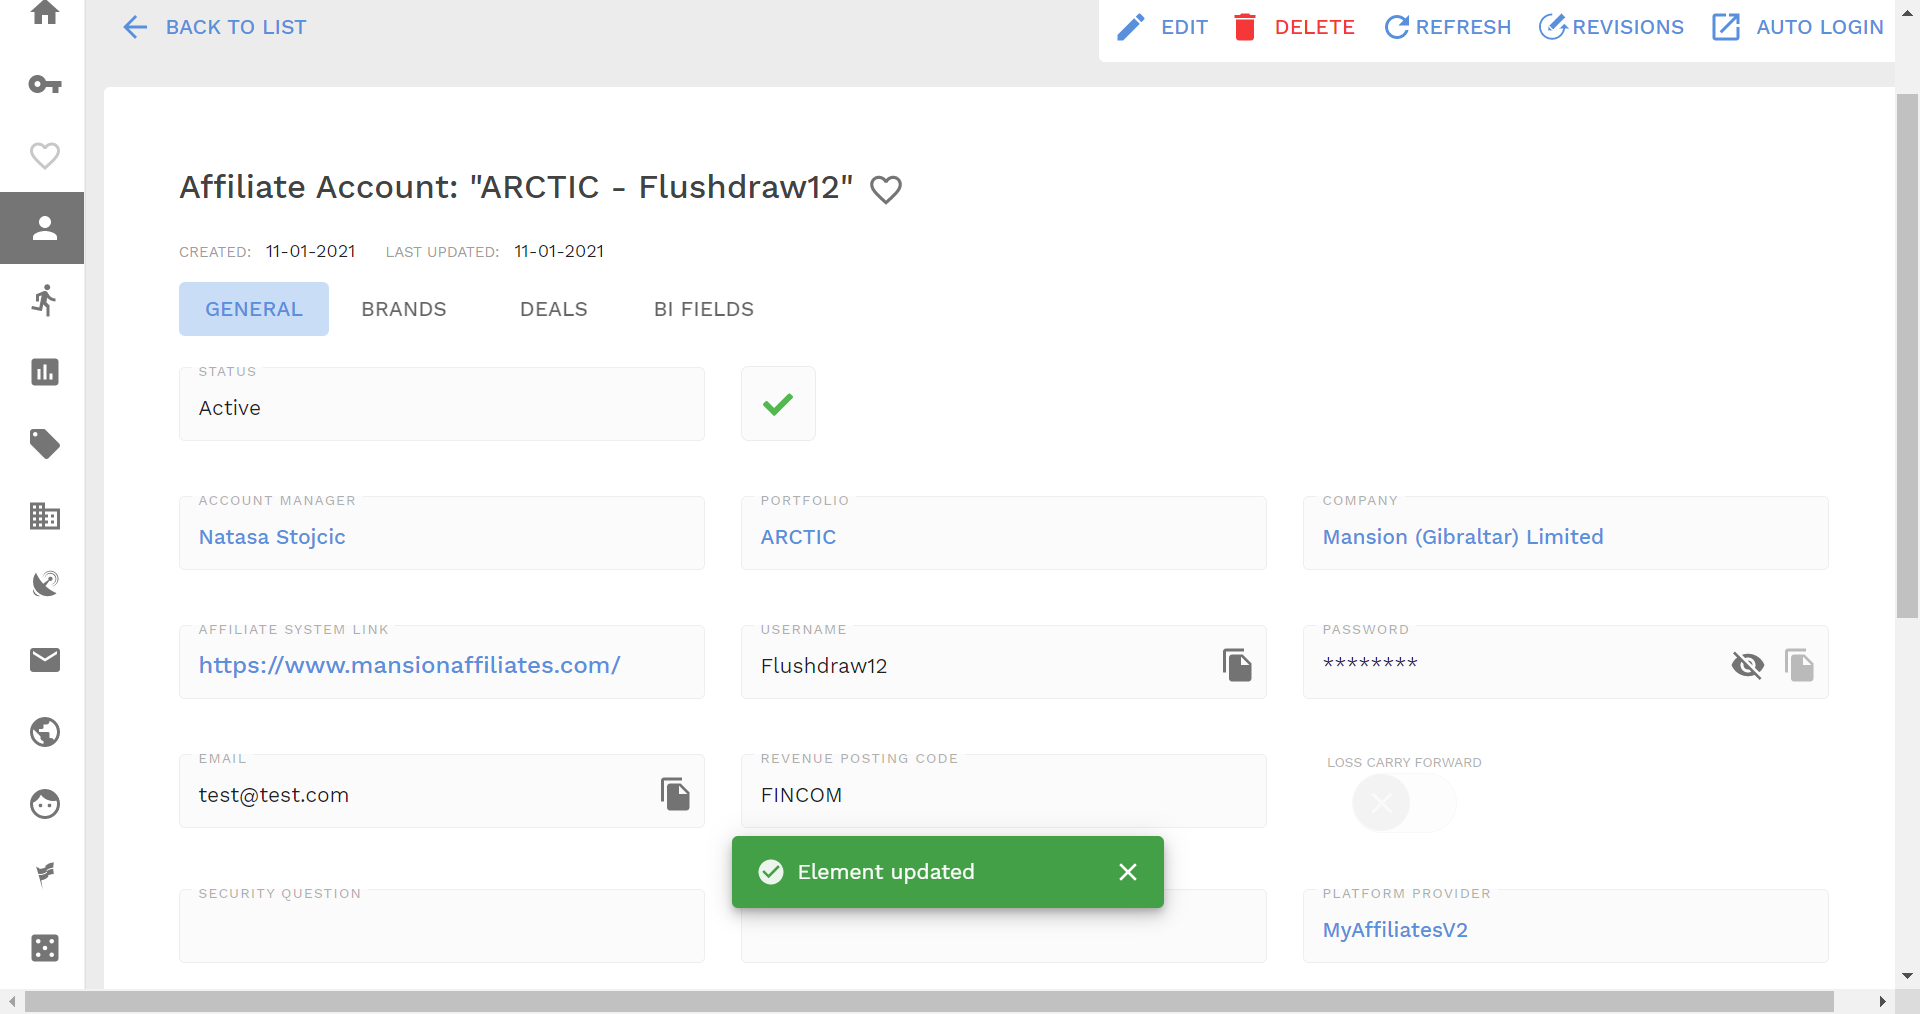 BACK TO LIST
EDIT DELETE REFRESH REVISIONS AUTO LOGIN
Affiliate Account: "ARCTIC - Flushdraw12"
CREATED: 11-01-2021 LAST UPDATED: 11-01-2021
GENERAL BRANDS DEALS BI FIELDS
STATUS
Active
ACCOUNT MANAGER PORTFOLIO COMPANY
Natasa Stojcic ARCTIC Mansion (Gibraltar) Limited
AFFILIATE SYSTEM LINK USERNAME PASSWORD
https://www.mansionaffiliates.com/ Flushdraw12 ********
EMAIL REVENUE POSTING CODE LOSS CARRY FORWARD
test@test.com FINCOM
Element updated
SECURITY QUESTION PLATFORM PROVIDER
MyAffiliatesV2